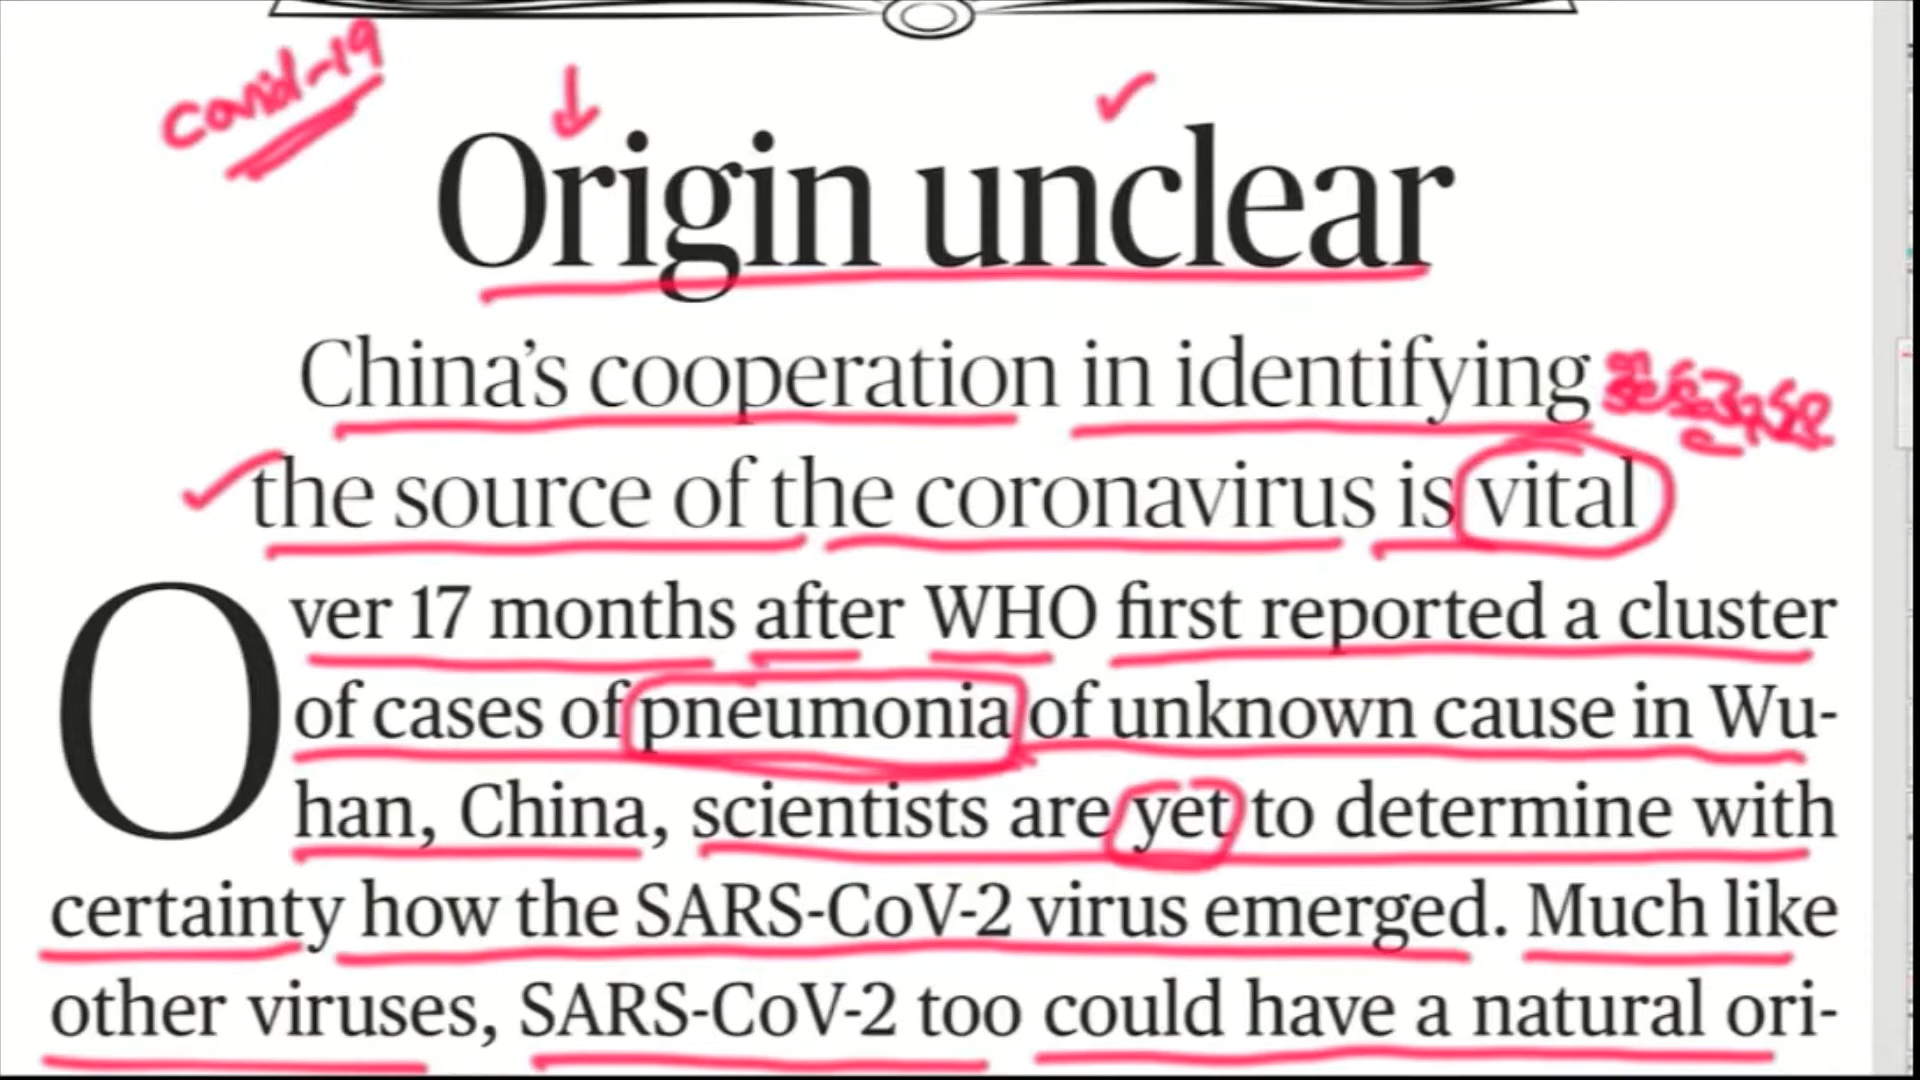 Covid-19
Origin unclear
China's cooperation in identifying
the source of the coronavirus is vital
Over 17 months after WHO first reported a cluster
of cases of pneumonia of unknown cause in Wu-
han, China, scientists are yet to determine with
certainty how the SARS-CoV-2 virus emerged. Much like
other viruses, SARS-CoV-2 too could have a natural ori-